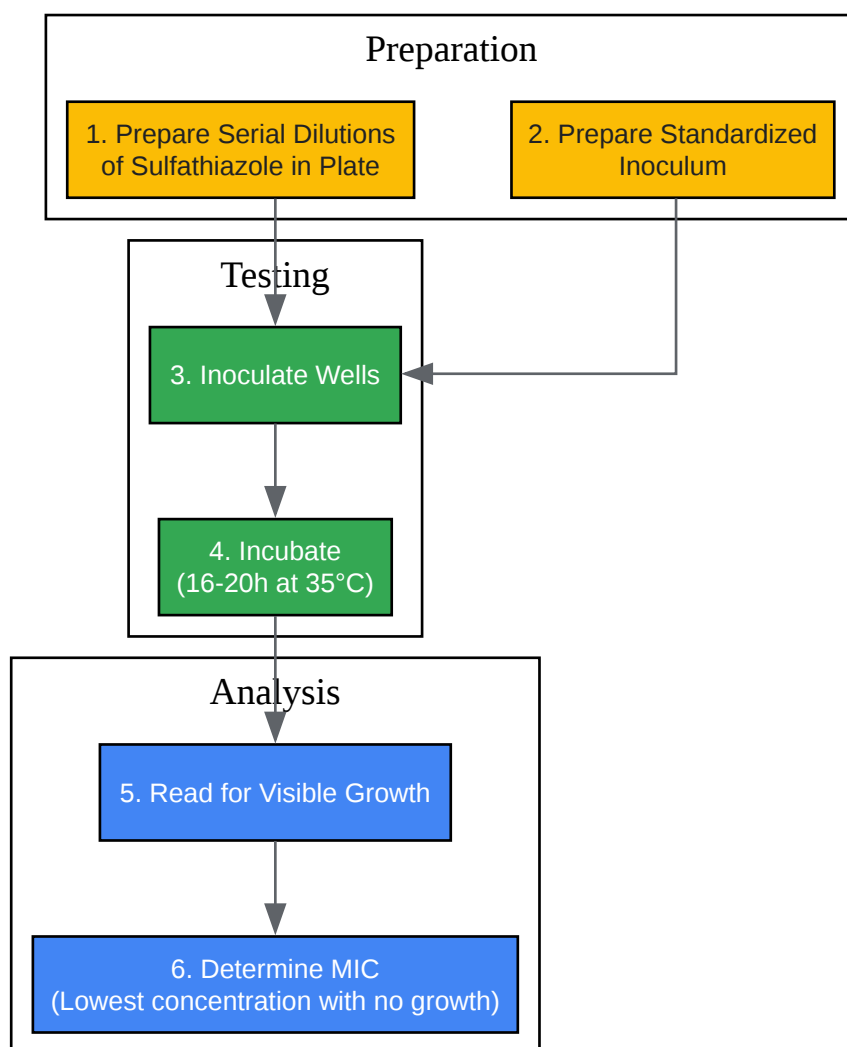 Preparation
1. Prepare Serial Dilutions
of Sulfathiazole in Plate
2. Prepare Standardized
Inoculum
Testing
3. Inoculate Wells
4. Incubate
(16-20h at 35°C)
Analysis
5. Read for Visible Growth
6. Determine MIC
(Lowest concentration with no growth)